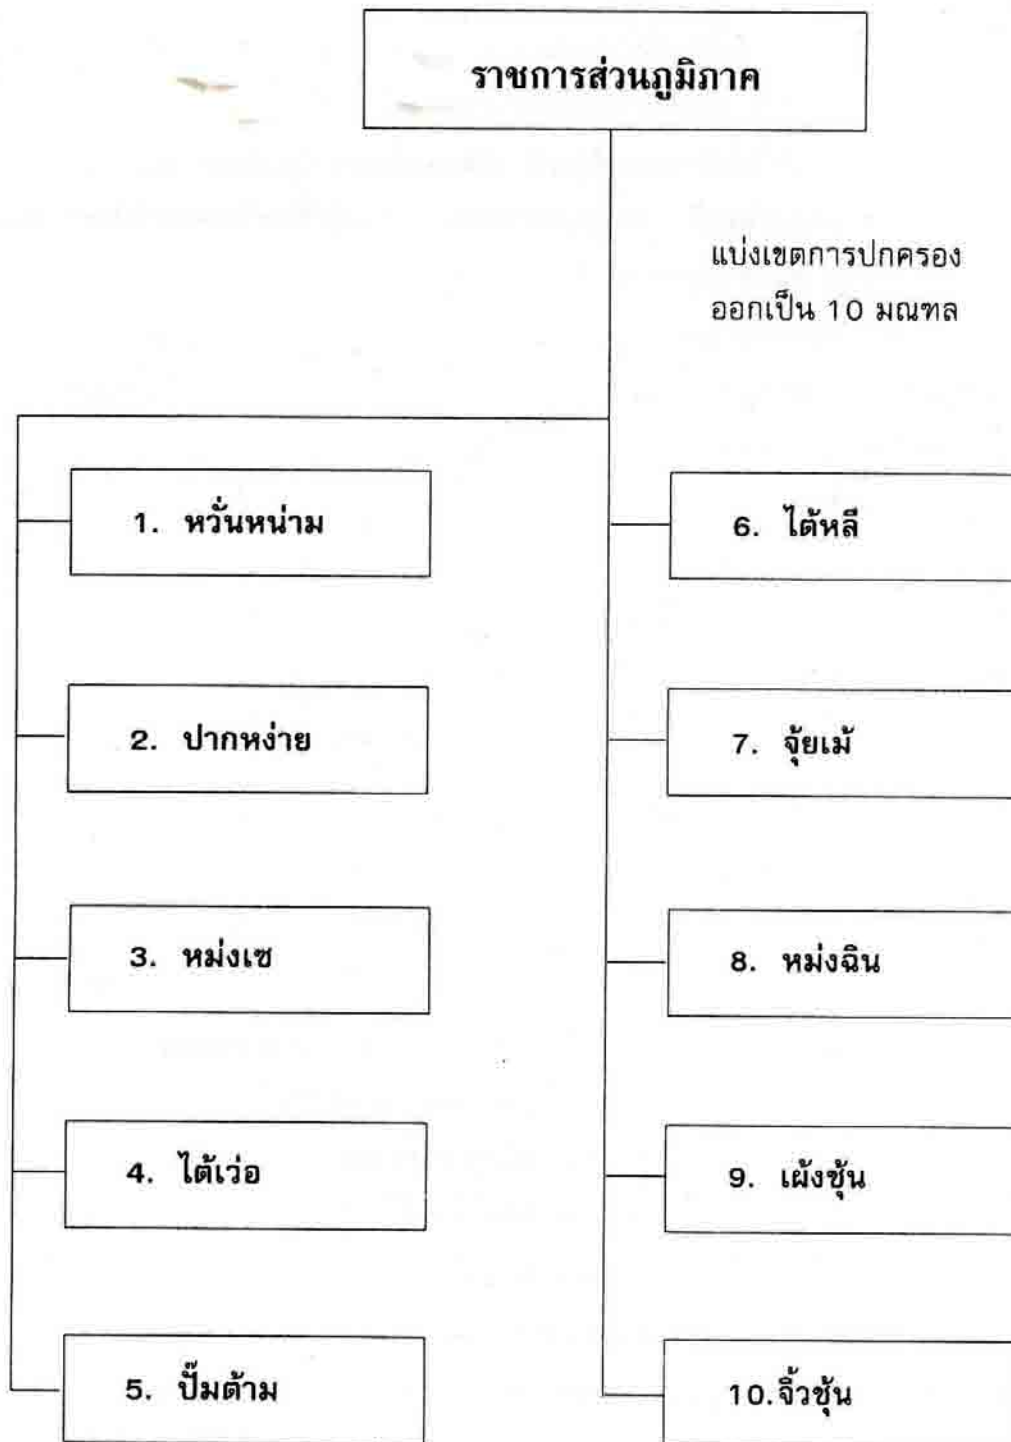 ราชการส่วนภูมิภาค
แบ่งเขตการปกครอง
ออกเป็น 10 มณฑล
1. หวั่นหน่าม
2. ปากหง่าย
3. หม่งเซ
4. ไต้เว่อ
5. ปั๊มต้าม
6. ไต้หลี
7. จุ้ยเม้
8. หม่งฉิน
9. เผ้งชุ้น
10.จิ้วชุ้น